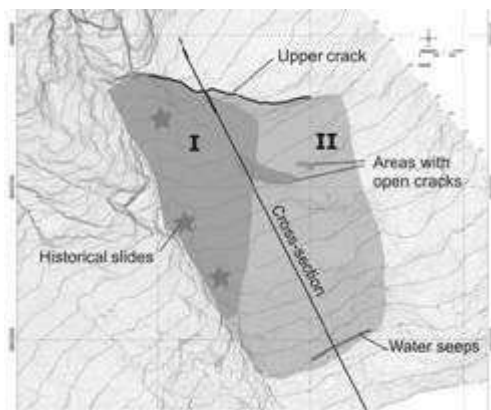 Upper crack
I
II
Areas with
open cracks
Historical slides
Cross-section
Water seeps